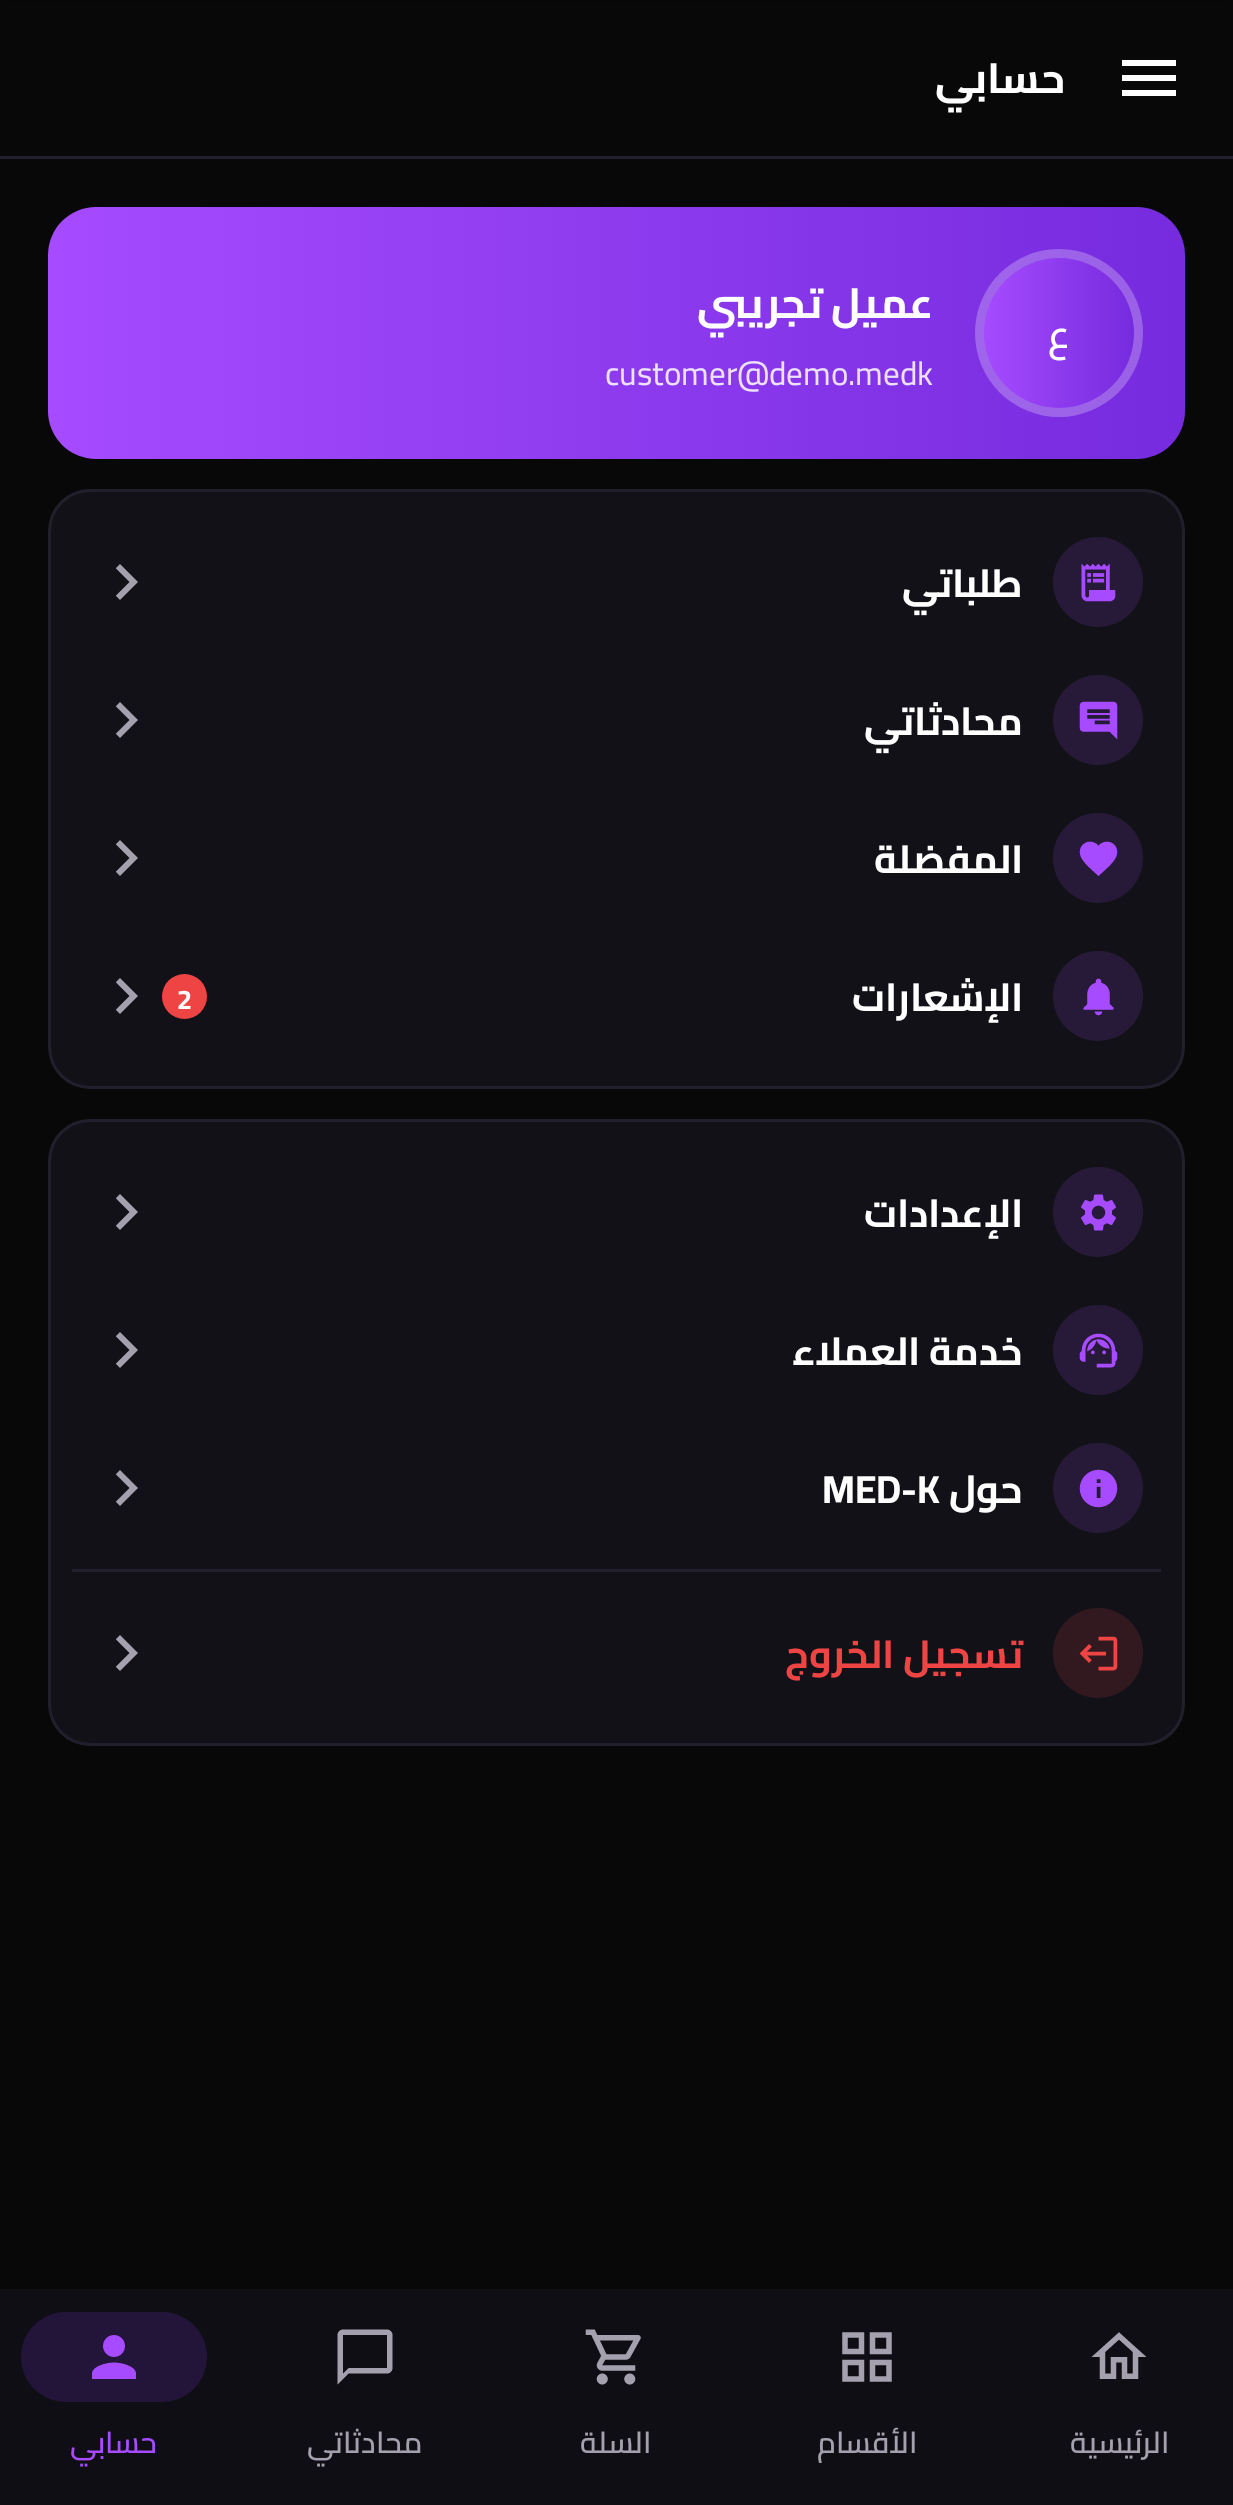 حسابي
ع
عميل تجريبي
customer@demo.medk
طلباتي
محادثاتي
المفضلة
الإشعارات
2
الإعدادات
خدمة العملاء
حول MED-K
تسجيل الخروج
الرئيسية
الأقسام
السلة
محادثاتي
حسابي